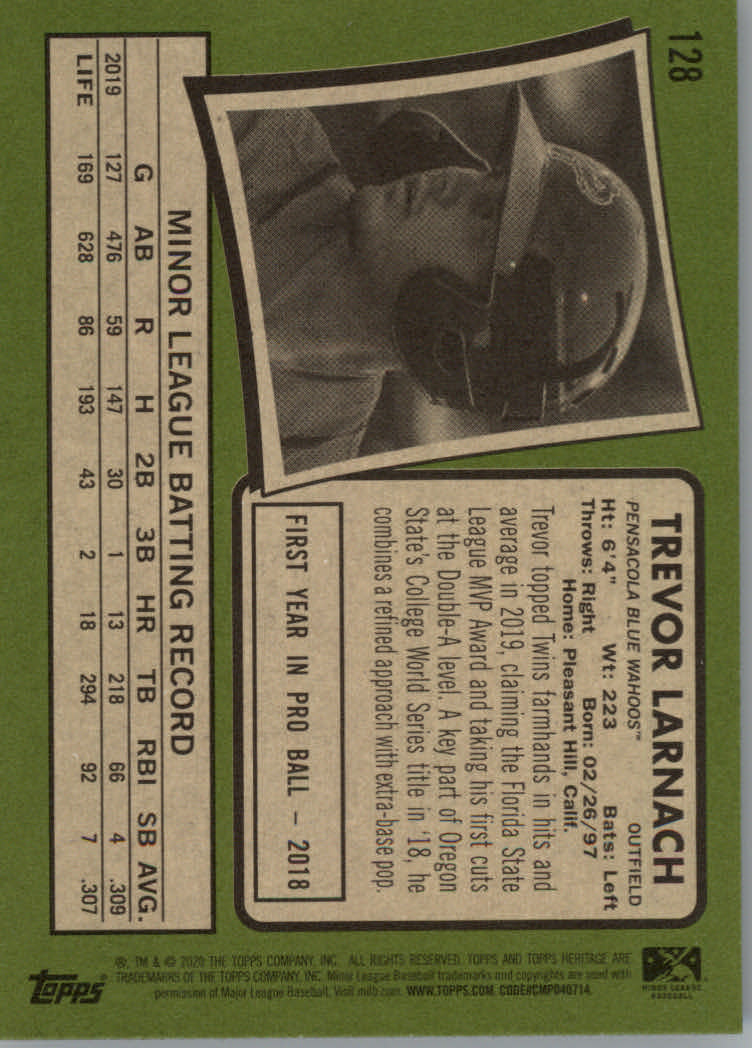 128
TREVOR LARNACH
PENSACOLA BLUE WAHOOS™ OUTFIELD
Ht: 6'4" Wt: 223 Bats: Left
Throws: Right Born: 02/26/97
Home: Pleasant Hill, Calif.
Trevor topped Twins farmhands in hits and
average in 2019, claiming the Florida State
League MVP Award and taking his first cuts
at the Double-A level. A key part of Oregon
State's College World Series title in '18, he
combines a refined approach with extra-base pop.
FIRST YEAR IN PRO BALL – 2018
MINOR LEAGUE BATTING RECORD
G AB R H 2B 3B HR TB RBI SB AVG.
2019 127 476 59 147 30 1 13 218 66 4 .309
LIFE 169 628 86 193 43 2 18 294 92 7 .307
MINOR LEAGUE
BASEBALL
®, TM & © 2020 THE TOPPS COMPANY, INC. ALL RIGHTS RESERVED. TOPPS AND TOPPS HERITAGE ARE
TRADEMARKS OF THE TOPPS COMPANY, INC. Minor League Baseball trademarks and copyrights are used with
permission of Major League Baseball. Visit milb.com. WWW.TOPPS.COM CODE#CMP040714.
topps®